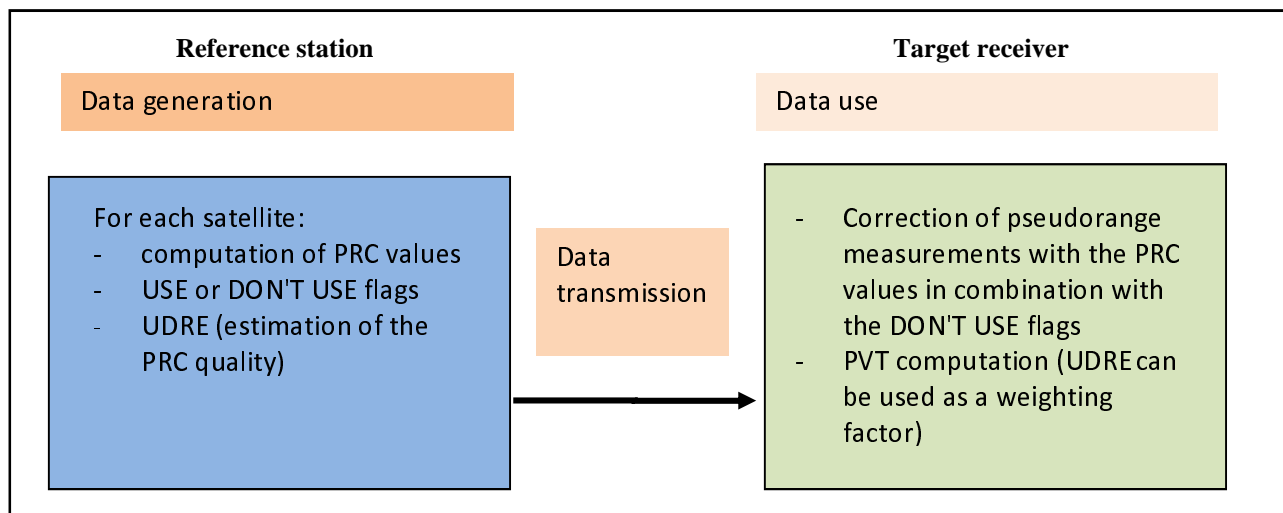 Reference station
Target receiver
Data generation
Data use
For each satellite:
- computation of PRC values
- USE or DON'T USE flags
- UDRE (estimation of the
PRC quality)
Data
transmission
- Correction of pseudorange
measurements with the PRC
values in combination with
the DON'T USE flags
- PVT computation (UDRE can
be used as a weighting
factor)